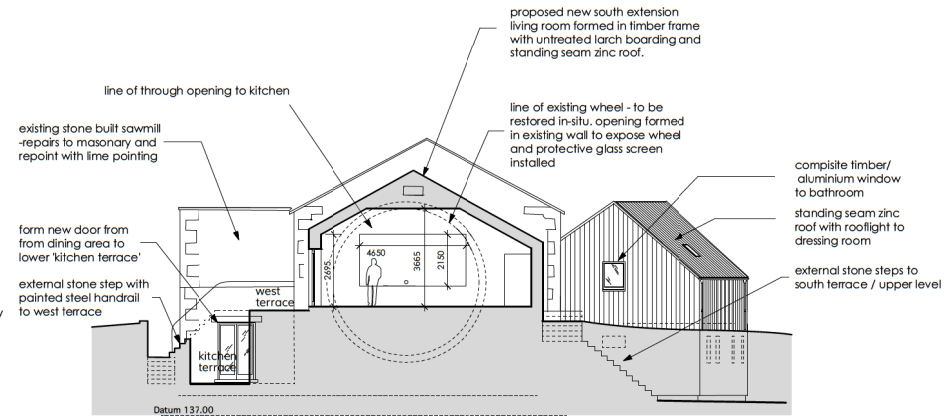 proposed new south extension
living room formed in timber frame
with untreated larch boarding and
standing seam zinc roof.
line of through opening to kitchen
line of existing wheel - to be
restored in-situ. opening formed
in existing wall to expose wheel
and protective glass screen
installed
existing stone built sawmill
-repairs to masonary and
repoint with lime pointing
compisite timber/
aluminium window
to bathroom
standing seam zinc
roof with rooflight to
dressing room
form new door from
from dining area to
lower 'kitchen terrace'
external stone step with
painted steel handrail
to west terrace
external stone steps to
south terrace / upper level
2695
4650
3665
2150
west
terrace
kitchen
terrace
Datum 137.00